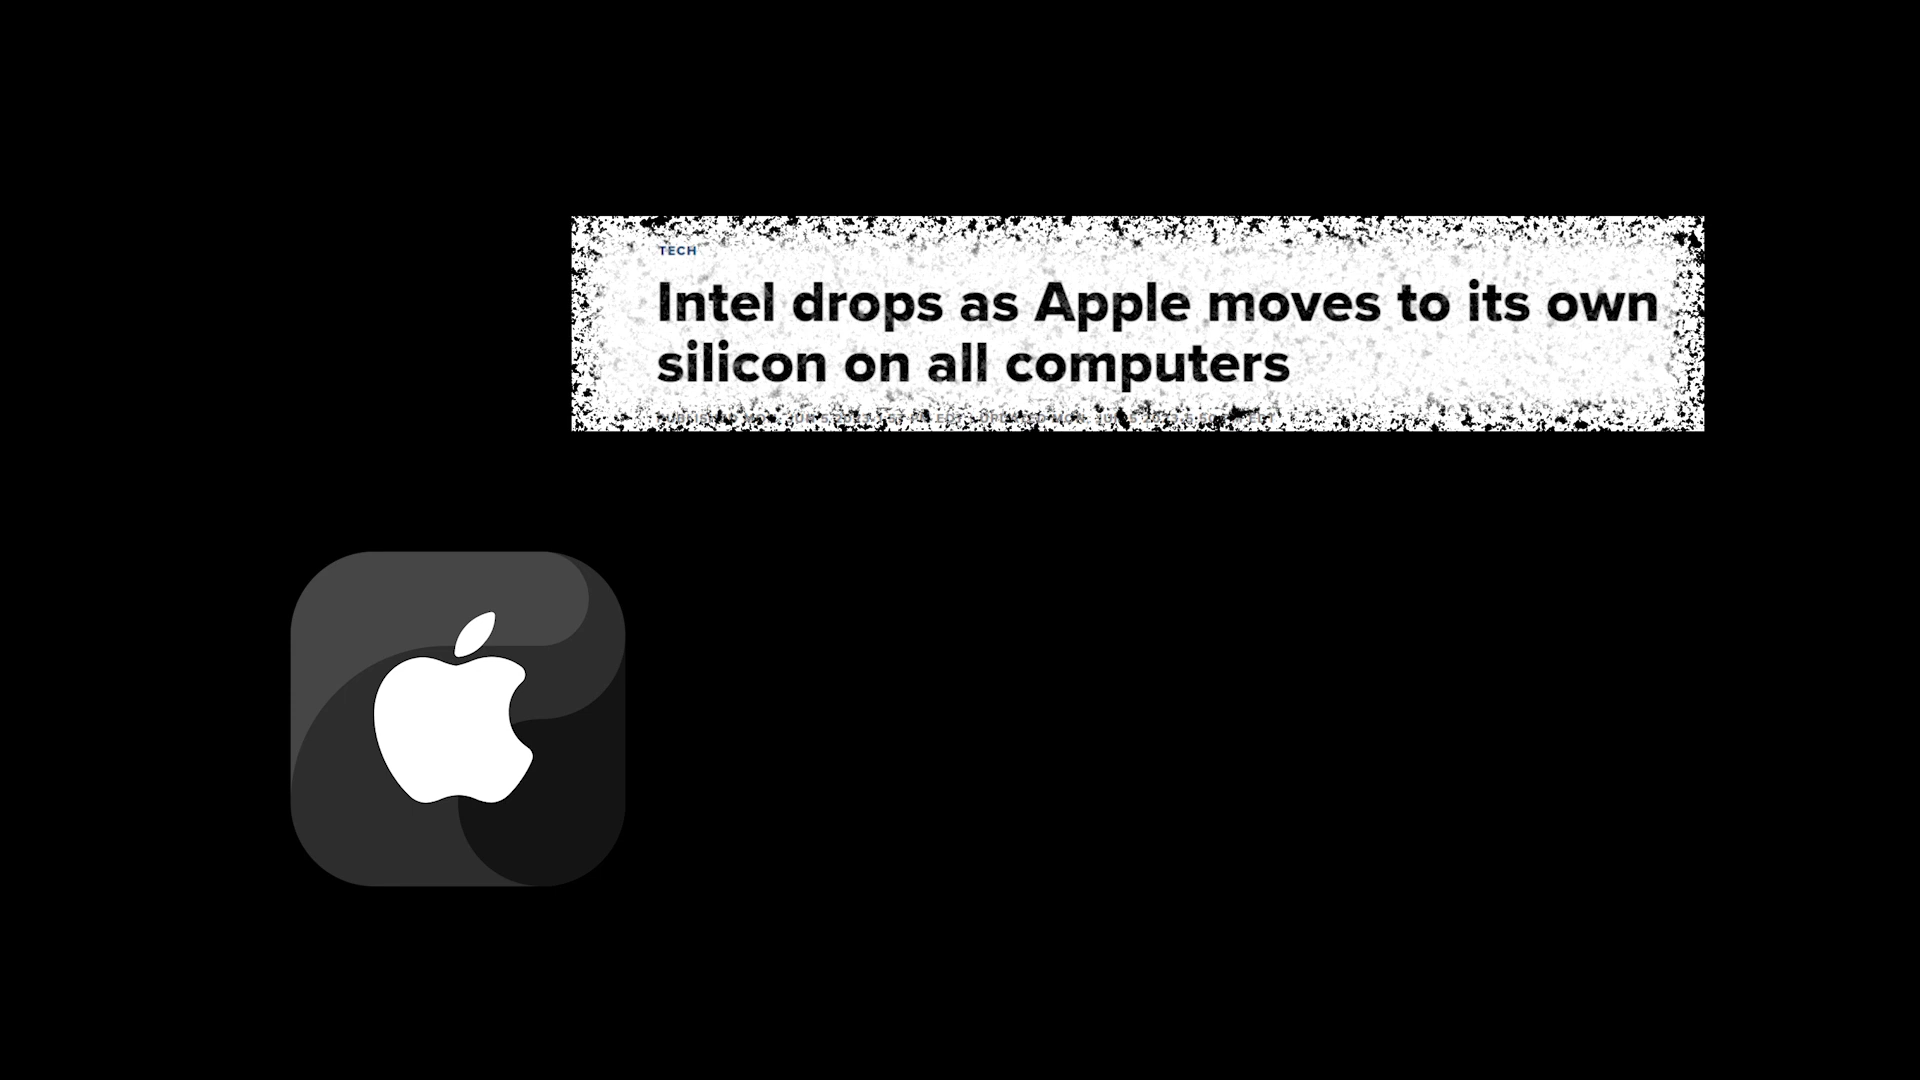 TECH
Intel drops as Apple moves to its own
silicon on all computers